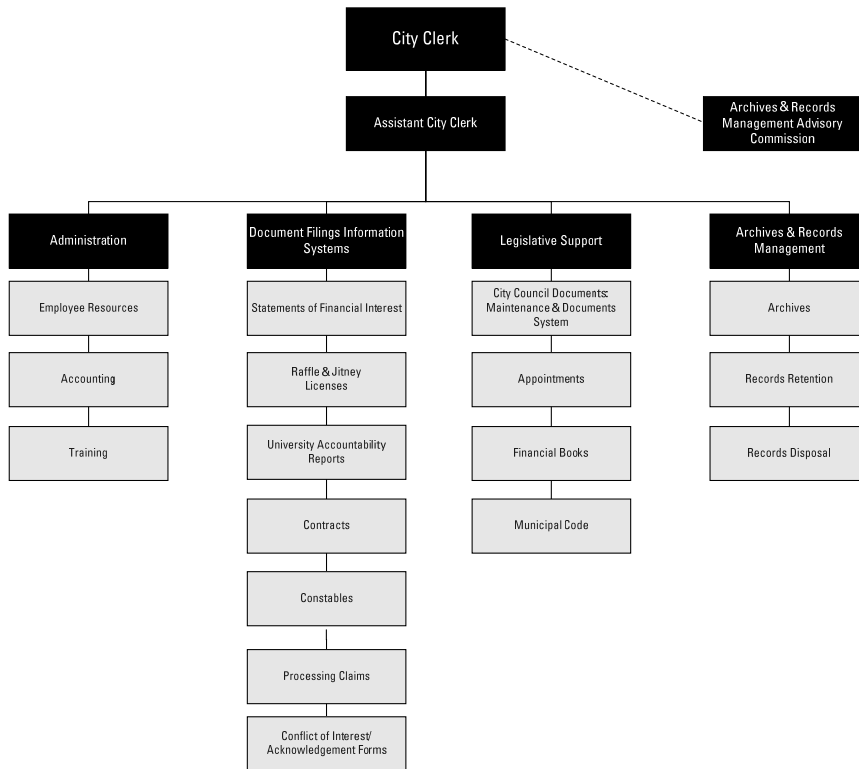 City Clerk
Assistant City Clerk
Archives & Records
Management Advisory
Commission
Administration
Employee Resources
Accounting
Training
Document Filings Information
Systems
Statements of Financial Interest
Raffle & Jitney
Licenses
University Accountability
Reports
Contracts
Constables
Processing Claims
Conflict of Interest/
Acknowledgement Forms
Legislative Support
City Council Documents:
Maintenance & Documents
System
Appointments
Financial Books
Municipal Code
Archives & Records
Management
Archives
Records Retention
Records Disposal